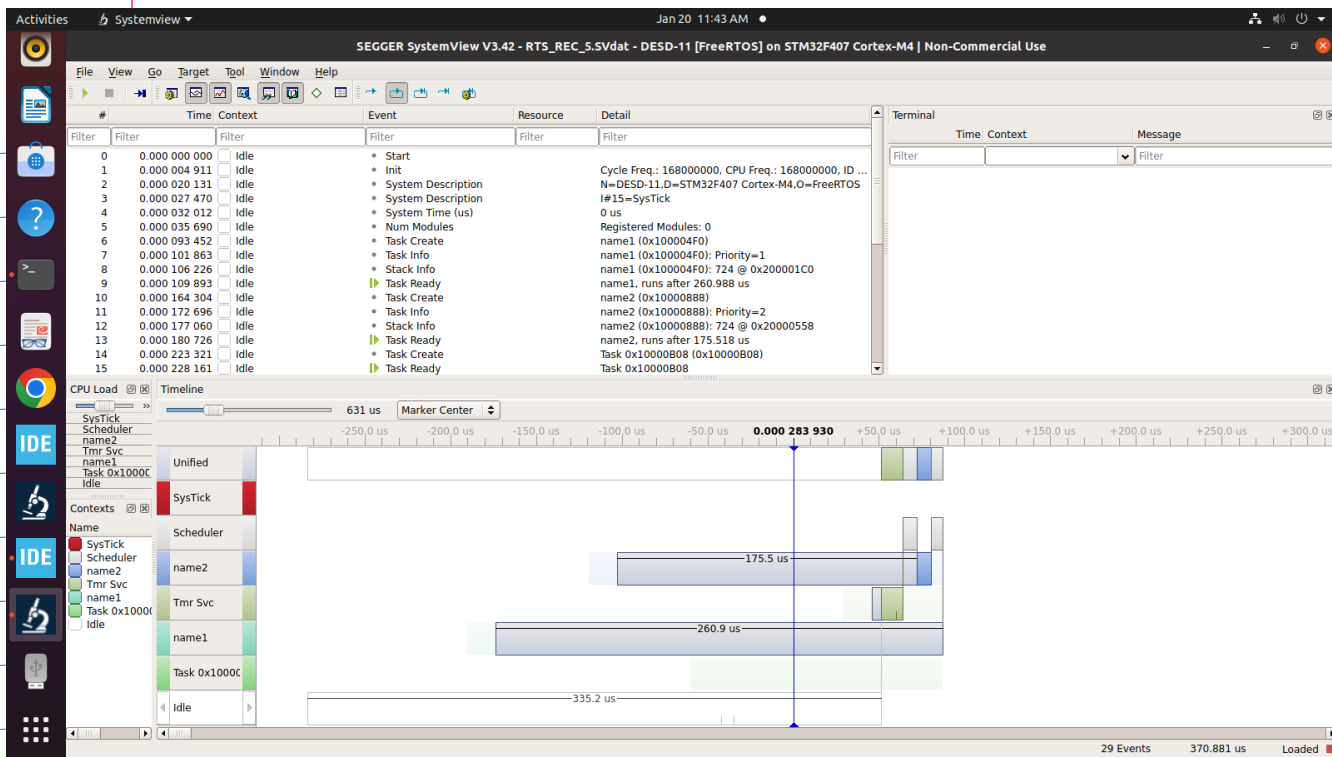 Activities Systemview Jan 20 11:43 AM
SEGGER SystemView V3.42 - RTS_REC_5.SVdat - DESD-11 [FreeRTOS] on STM32F407 Cortex-M4 | Non-Commercial Use
File View Go Target Tool Window Help
# Time Context Event Resource Detail
Filter Filter Filter Filter Filter Filter
0 0.000 000 000 Idle Start
1 0.000 004 911 Idle Init Cycle Freq.: 168000000, CPU Freq.: 168000000, ID ...
2 0.000 020 131 Idle System Description N=DESD-11,D=STM32F407 Cortex-M4,O=FreeRTOS
3 0.000 027 470 Idle System Description I#15=SysTick
4 0.000 032 012 Idle System Time (us) 0 us
5 0.000 035 690 Idle Num Modules Registered Modules: 0
6 0.000 093 452 Idle Task Create name1 (0x100004F0)
7 0.000 101 863 Idle Task Info name1 (0x100004F0): Priority=1
8 0.000 106 226 Idle Stack Info name1 (0x100004F0): 724 @ 0x200001C0
9 0.000 109 893 Idle Task Ready name1, runs after 260.988 us
10 0.000 164 304 Idle Task Create name2 (0x10000888)
11 0.000 172 696 Idle Task Info name2 (0x10000888): Priority=2
12 0.000 177 060 Idle Stack Info name2 (0x10000888): 724 @ 0x20000558
13 0.000 180 726 Idle Task Ready name2, runs after 175.518 us
14 0.000 223 321 Idle Task Create Task 0x10000B08 (0x10000B08)
15 0.000 228 161 Idle Task Ready Task 0x10000B08
Terminal
Time Context Message
Filter Filter
CPU Load
SysTick
Scheduler
name2
Tmr Svc
name1
Task 0x1000C
Idle
Contexts
Name
SysTick
Scheduler
name2
Tmr Svc
name1
Task 0x1000
Idle
Timeline
631 us Marker Center
-250,0 us -200,0 us -150,0 us -100,0 us -50,0 us 0.000 283 930 +50,0 us +100,0 us +150,0 us +200,0 us +250,0 us +300,0 us
Unified
SysTick
Scheduler
name2 175.5 us
Tmr Svc
name1 260.9 us
Task 0x1000C
Idle 335.2 us
29 Events 370.881 us Loaded
IDE
IDE